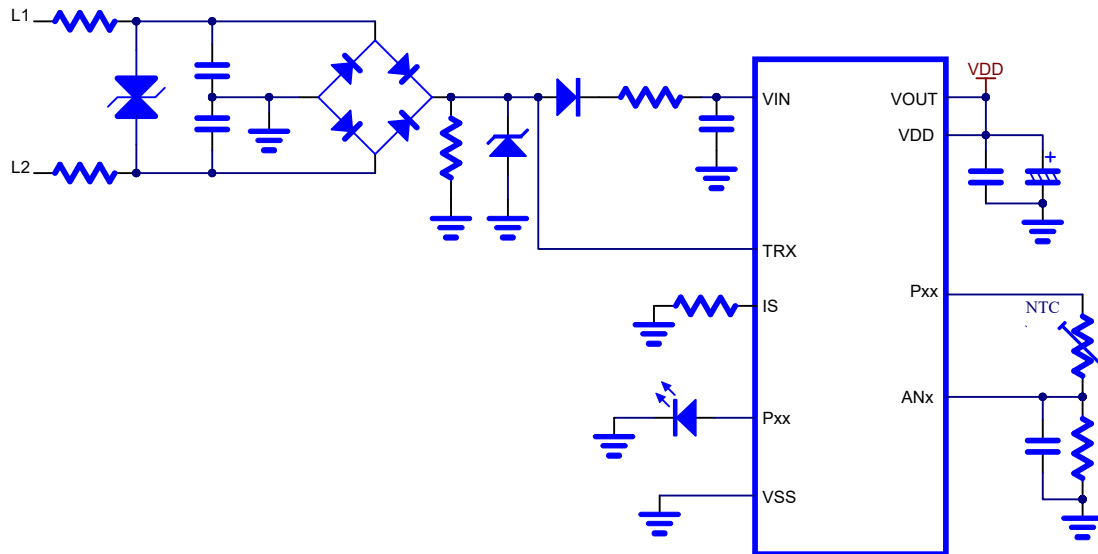 L1
L2
VIN
TRX
IS
Pxx
VSS
VOUT
VDD
VDD
+
Pxx
NTC
ANx